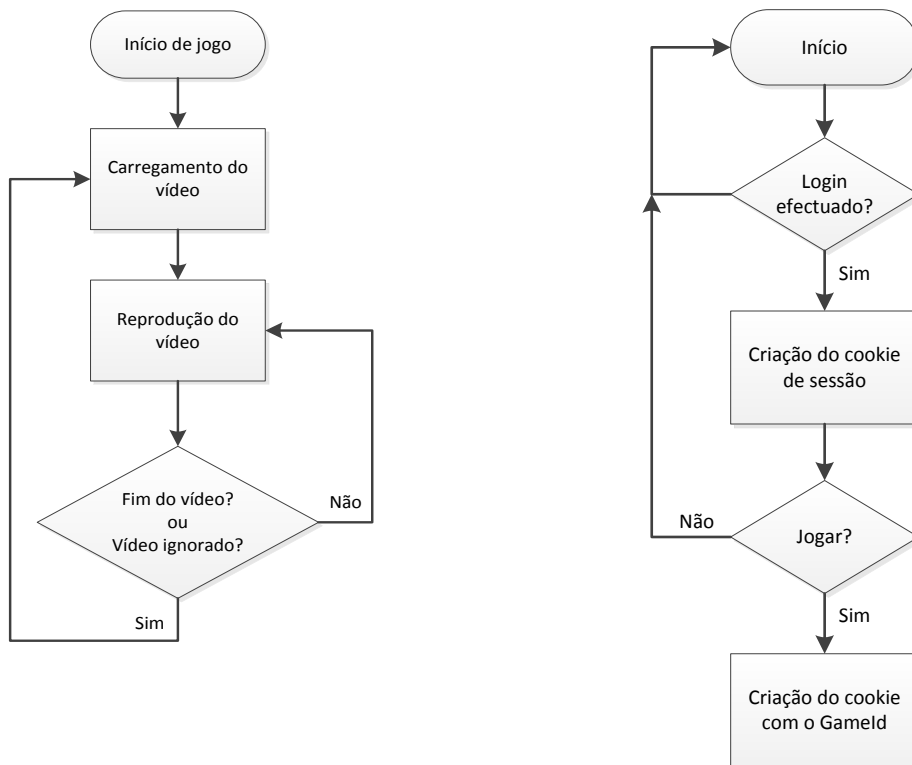 Início de jogo
Carregamento do
vídeo
Reprodução do
vídeo
Fim do vídeo?
ou
Vídeo ignorado?
Não
Sim
Início
Login
efectuado?
Sim
Criação do cookie
de sessão
Jogar?
Não
Sim
Criação do cookie
com o GameId